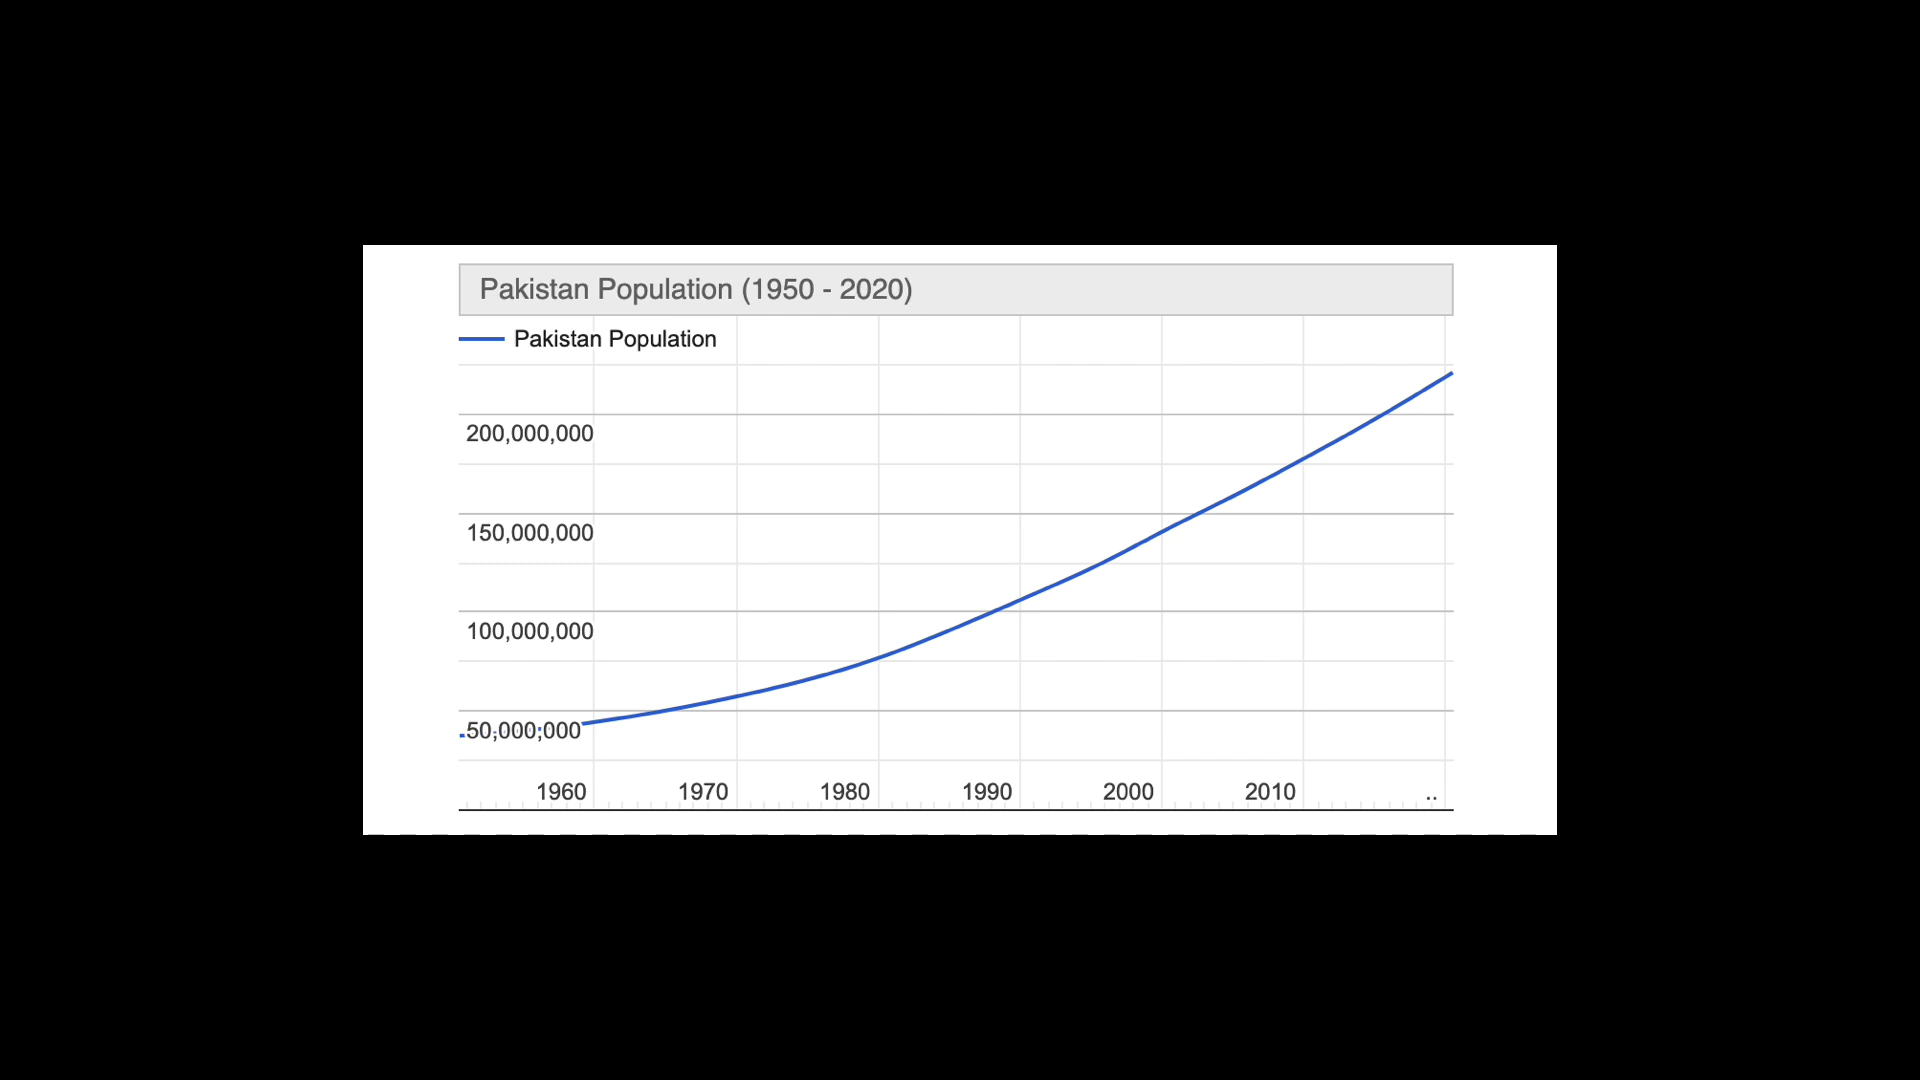 Pakistan Population (1950 - 2020)
Pakistan Population
200,000,000
150,000,000
100,000,000
50,000,000
1960 1970 1980 1990 2000 2010 ..